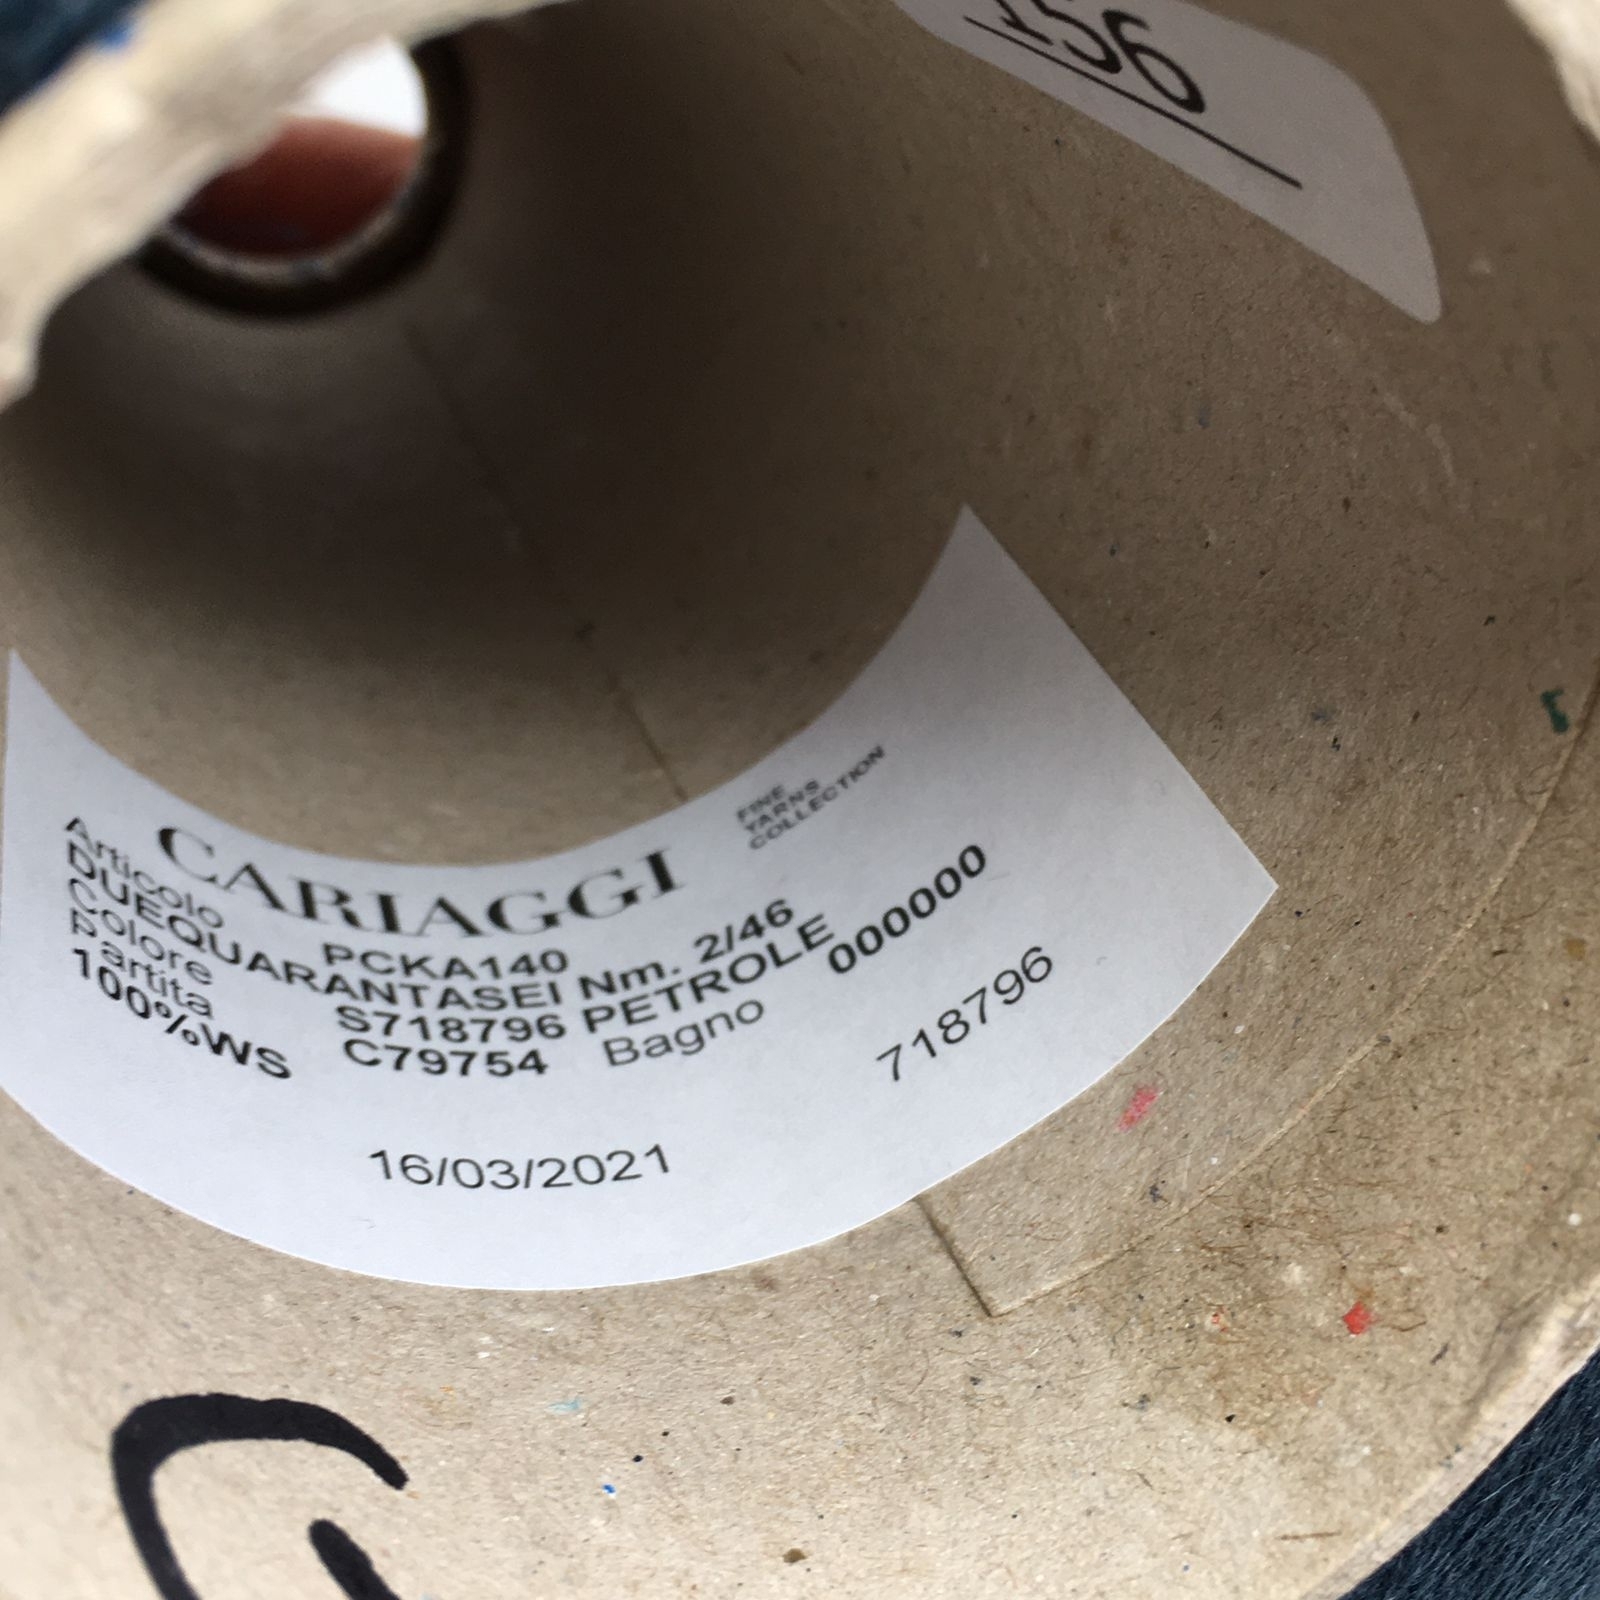 156
CARIAGGI
FINE
YARNS
COLLECTION
Articolo PCKA140
DUEQUARANTASEI Nm. 2/46
Colore S718796 PETROLE
Partita C79754 Bagno 000000
100%WS
718796
16/03/2021